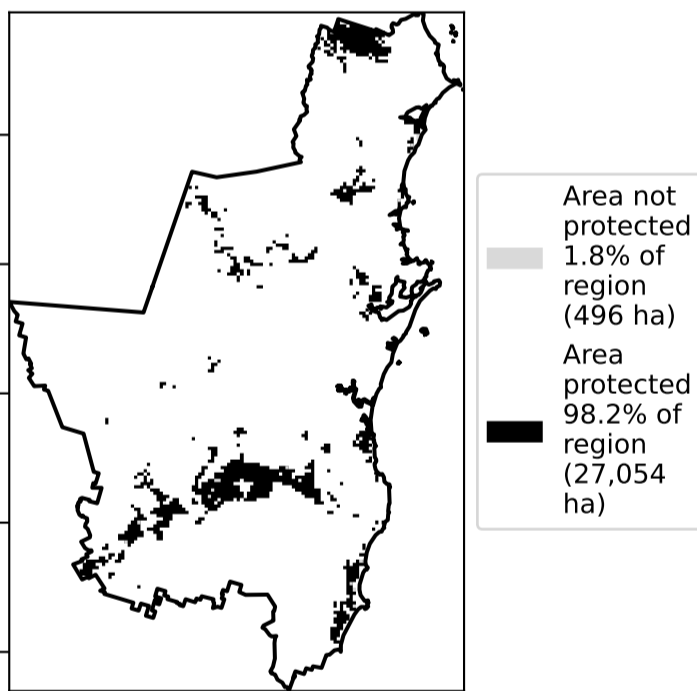 Area not
protected
1.8% of
region
(496 ha)
Area
protected
98.2% of
region
(27,054
ha)